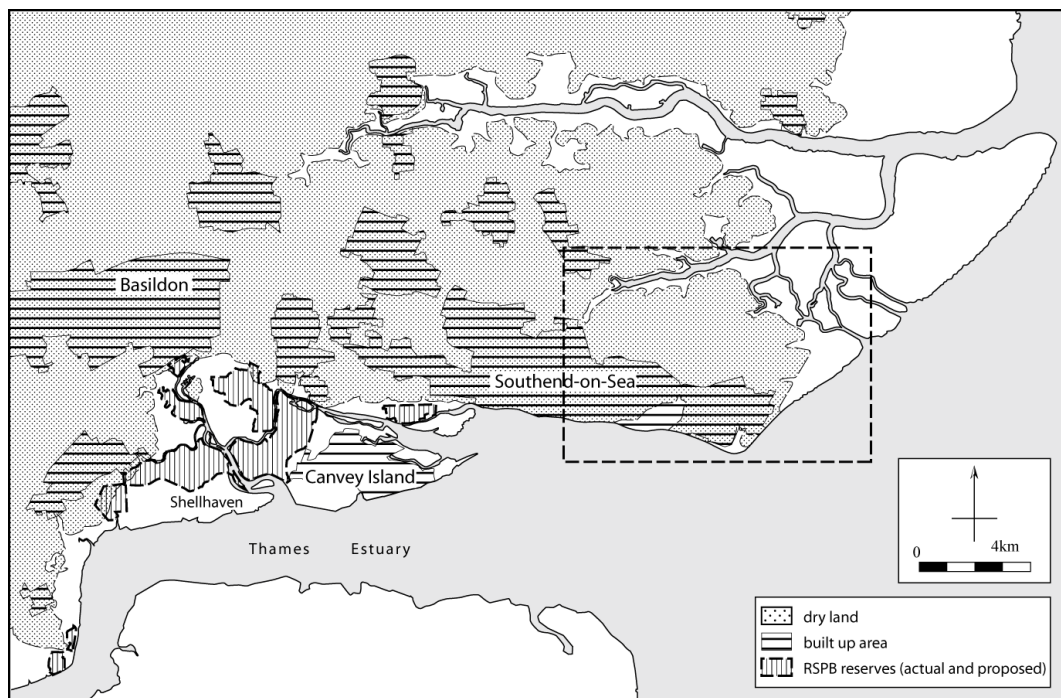 Basildon
Southend-on-Sea
Canvey Island
Shellhaven
Thames Estuary
0 4km
dry land
built up area
RSPB reserves (actual and proposed)